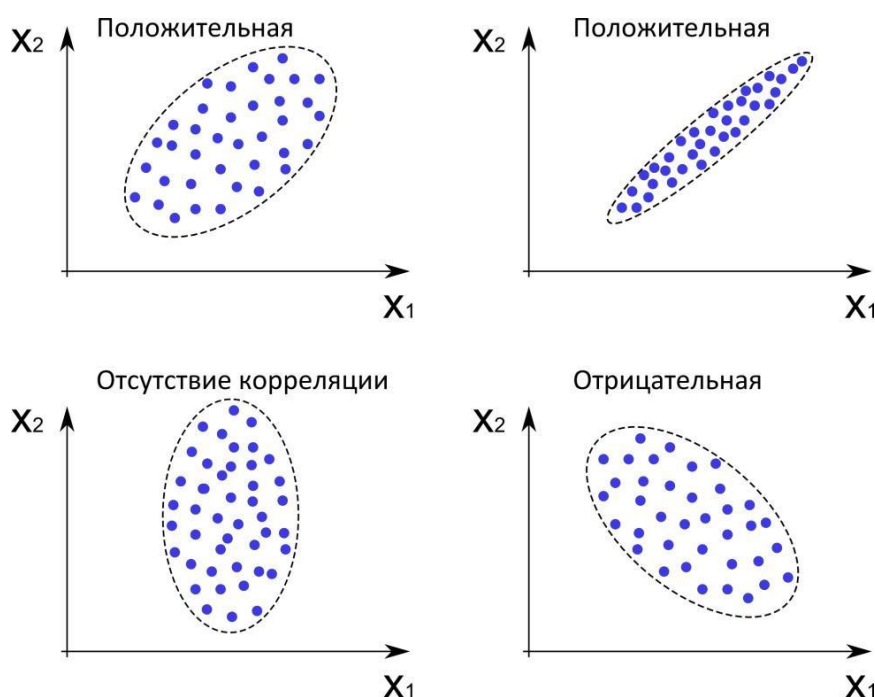 Положительная
X2
X1
Положительная
X2
X1
Отсутствие корреляции
X2
X1
Отрицательная
X2
X1